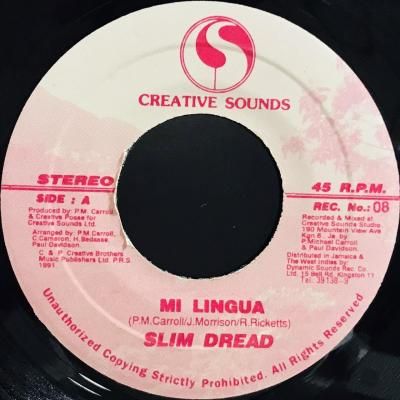 CREATIVE SOUNDS
STEREO
SIDE : A
Produced by: P.M. Carroll
& Creative Posse for
Creative Sounds Ltd.
Arranged by: P.M. Carroll,
C. Cameron, H. Bedasse,
Paul Davidson.
C & P Creative Brothers
Music Publishers Ltd. P.R.S
1991.
45 R.P.M.
REC. No.: 08
Recorded & Mixed at
Creative Sounds Studio
190 Mountain View Ave
Kgn. 6, Ja. by
P. Michael Carroll
& Paul Davidson.
Distributed in Jamaica &
The West Indies by:
Dynamic Sounds Rec. Co.
Ltd. 15 Bell Rd. Kingston 11
Tel: 39138-9
MI LINGUA
(P.M.Carroll/J.Morrison/R.Ricketts)
SLIM DREAD
Unauthorized Copying Strictly Prohibited. All Rights Reserved